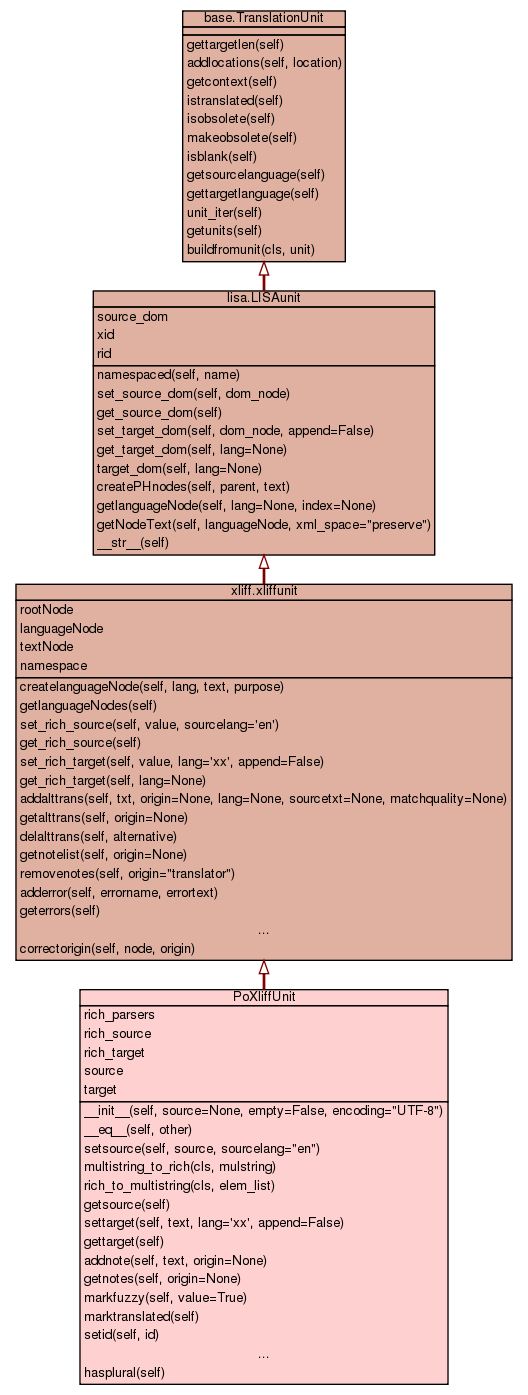 base.TranslationUnit
gettargetlen(self)
addlocations(self, location)
getcontext(self)
istranslated(self)
isobsolete(self)
makeobsolete(self)
isblank(self)
getsourcelanguage(self)
gettargetlanguage(self)
unit_iter(self)
getunits(self)
buildfromunit(cls, unit)
lisa.LISAunit
source_dom
xid
rid
namespaced(self, name)
set_source_dom(self, dom_node)
get_source_dom(self)
set_target_dom(self, dom_node, append=False)
get_target_dom(self, lang=None)
target_dom(self, lang=None)
createPHnodes(self, parent, text)
getlanguageNode(self, lang=None, index=None)
getNodeText(self, languageNode, xml_space="preserve")
__str__(self)
xliff.xliffunit
rootNode
languageNode
textNode
namespace
createlanguageNode(self, lang, text, purpose)
getlanguageNodes(self)
set_rich_source(self, value, sourcelang='en')
get_rich_source(self)
set_rich_target(self, value, lang='xx', append=False)
get_rich_target(self, lang=None)
addalttrans(self, txt, origin=None, lang=None, sourcetxt=None, matchquality=None)
getalttrans(self, origin=None)
delalttrans(self, alternative)
getnotelist(self, origin=None)
removenotes(self, origin="translator")
adderror(self, errorname, errortext)
geterrors(self)
...
correctorigin(self, node, origin)
PoXliffUnit
rich_parsers
rich_source
rich_target
source
target
__init__(self, source=None, empty=False, encoding="UTF-8")
__eq__(self, other)
setsource(self, source, sourcelang="en")
multistring_to_rich(cls, mulstring)
rich_to_multistring(cls, elem_list)
getsource(self)
settarget(self, text, lang='xx', append=False)
gettarget(self)
addnote(self, text, origin=None)
getnotes(self, origin=None)
markfuzzy(self, value=True)
marktranslated(self)
setid(self, id)
...
hasplural(self)